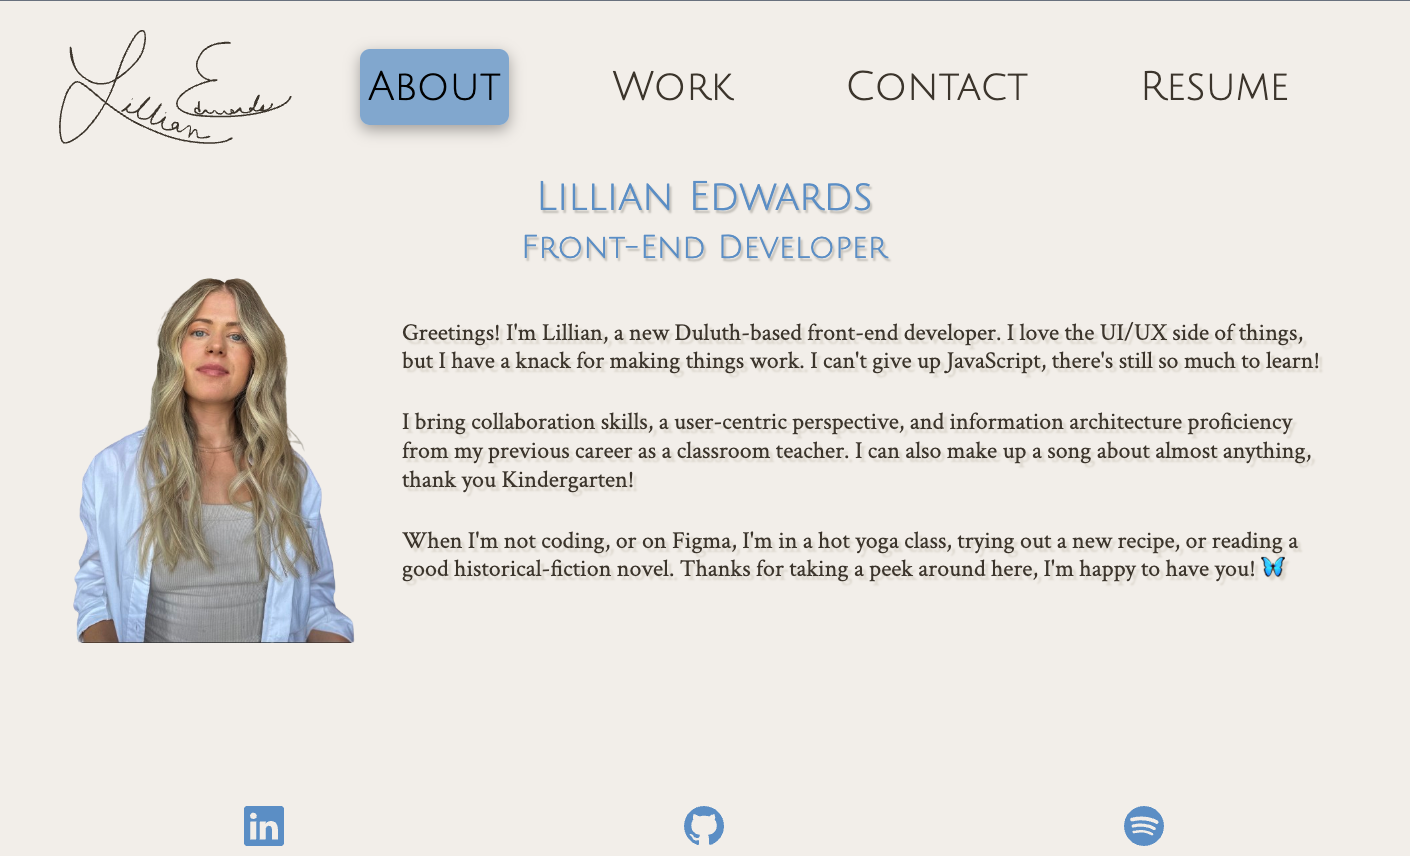 Lillian Edwards
About Work Contact Resume
Lillian Edwards
Front-End Developer
Greetings! I'm Lillian, a new Duluth-based front-end developer. I love the UI/UX side of things,
but I have a knack for making things work. I can't give up JavaScript, there's still so much to learn!
I bring collaboration skills, a user-centric perspective, and information architecture proficiency
from my previous career as a classroom teacher. I can also make up a song about almost anything,
thank you Kindergarten!
When I'm not coding, or on Figma, I'm in a hot yoga class, trying out a new recipe, or reading a
good historical-fiction novel. Thanks for taking a peek around here, I'm happy to have you! 🦋
in